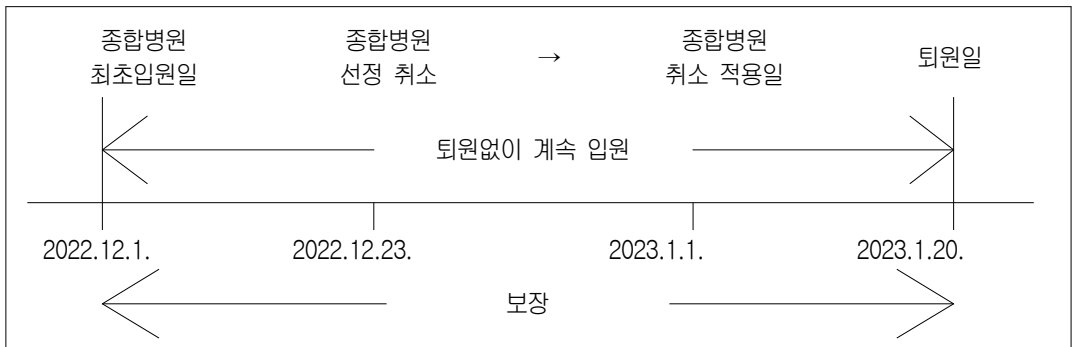 종합병원 종합병원 종합병원
최초입원일 선정 취소 → 취소 적용일 퇴원일
퇴원없이 계속 입원
2022.12.1. 2022.12.23. 2023.1.1. 2023.1.20.
보장